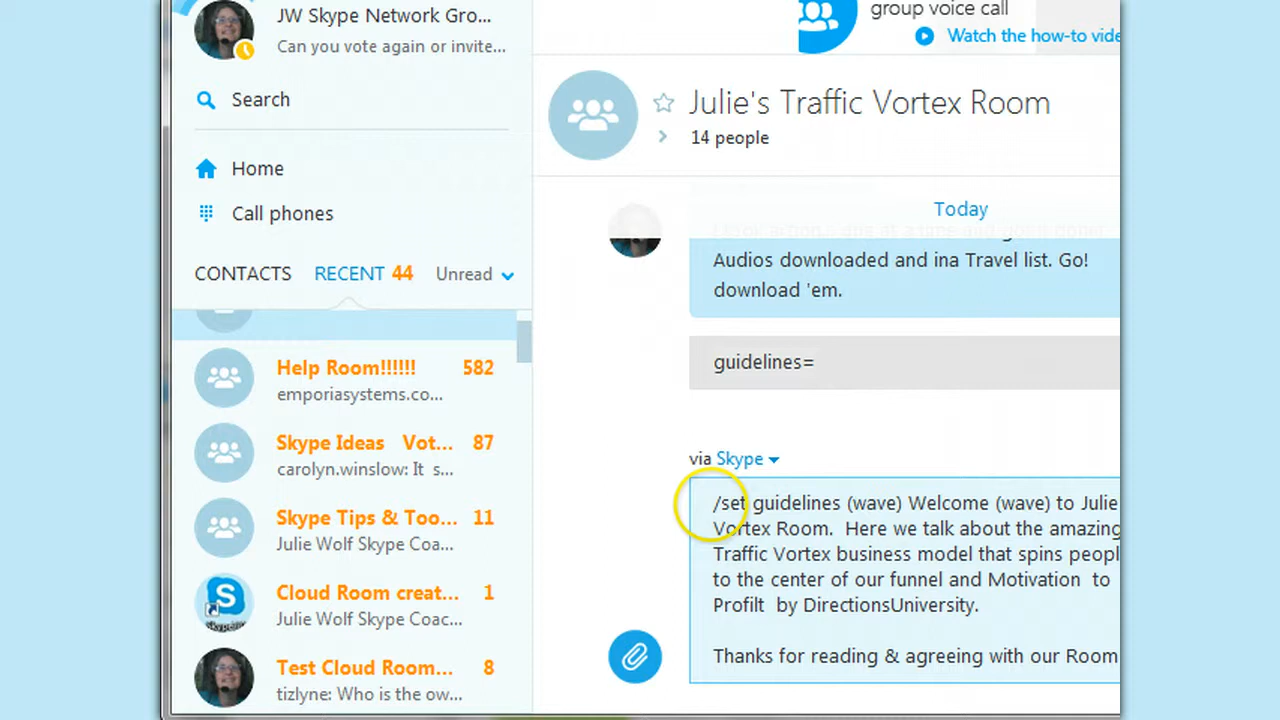 JW Skype Network Gro...
Can you vote again or invite...
Search
Home
Call phones
CONTACTS RECENT 44 Unread
Help Room!!!!!! 582
emporiasystems.co...
Skype Ideas Vot... 87
carolyn.winslow: It s...
Skype Tips & Too... 11
Julie Wolf Skype Coa...
Cloud Room creat... 1
Julie Wolf Skype Coac...
Test Cloud Room... 8
tizlyne: Who is the ow...
group voice call
Watch the how-to vide
Julie's Traffic Vortex Room
14 people
Today
Audios downloaded and ina Travel list. Go!
download 'em.
guidelines=
via Skype
/set guidelines (wave) Welcome (wave) to Julie
Vortex Room. Here we talk about the amazing
Traffic Vortex business model that spins peopl
to the center of our funnel and Motivation to
Profilt by DirectionsUniversity.
Thanks for reading & agreeing with our Room